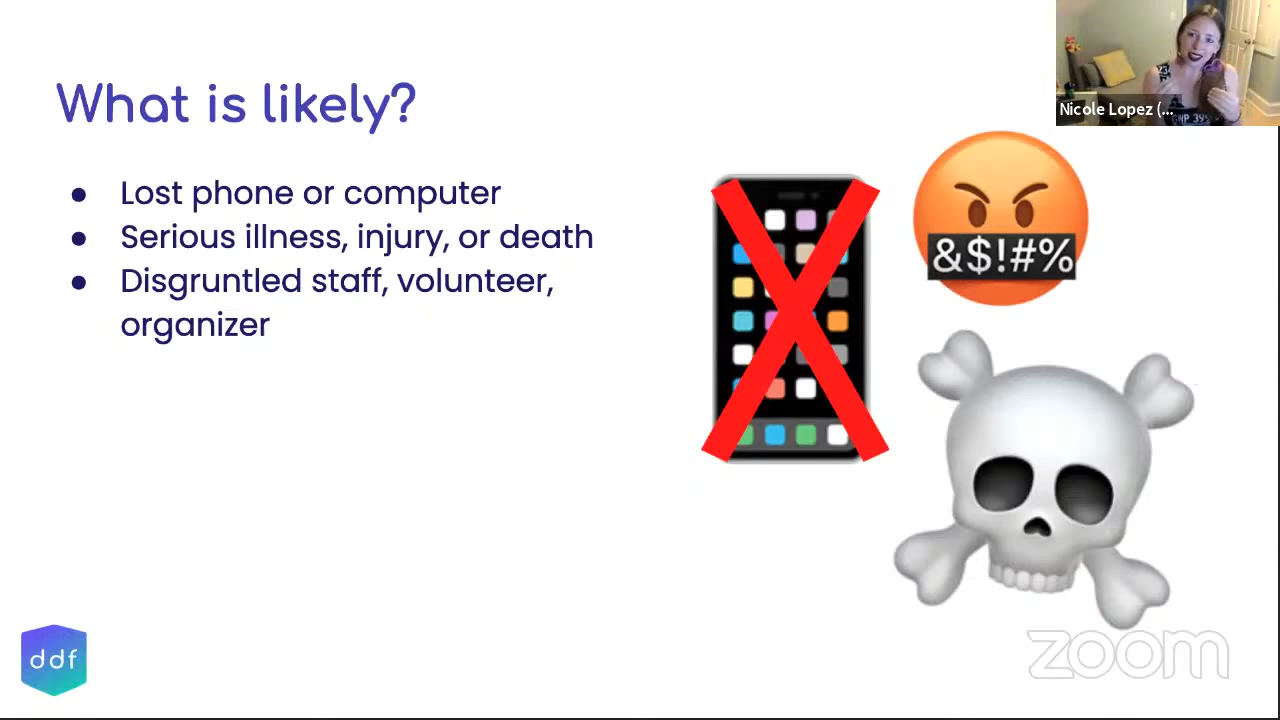 What is likely?
Nicole Lopez (...
● Lost phone or computer
● Serious illness, injury, or death
● Disgruntled staff, volunteer,
organizer
&$!#%
ddf
zoom